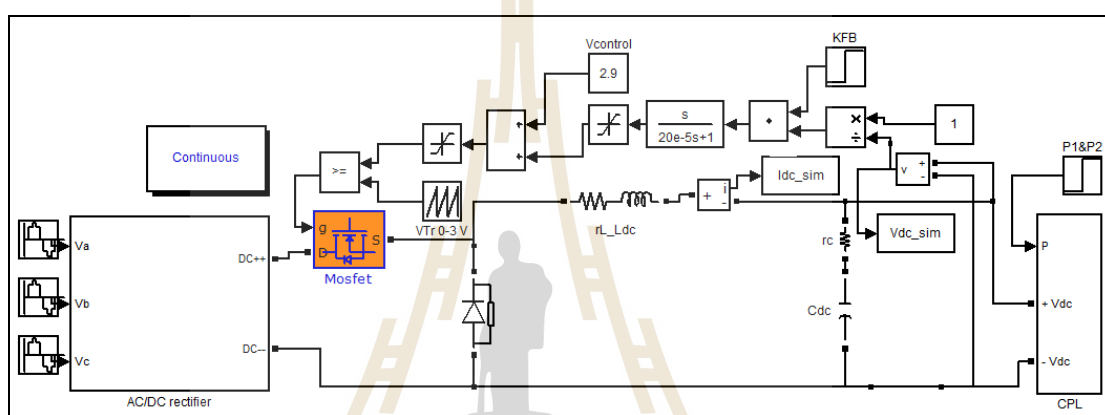 KFB
Vcontrol
2.9
s
20e-5s+1
×
÷
1
P1&P2
Continuous
>=
+
+
i
+
-
Idc_sim
v
+
-
g
D
S
Mosfet
VTr 0-3 V
rL_Ldc
rc
Vdc_sim
P
Va
DC++
Vb
Cdc
+ Vdc
Vc
DC--
- Vdc
AC/DC rectifier
CPL